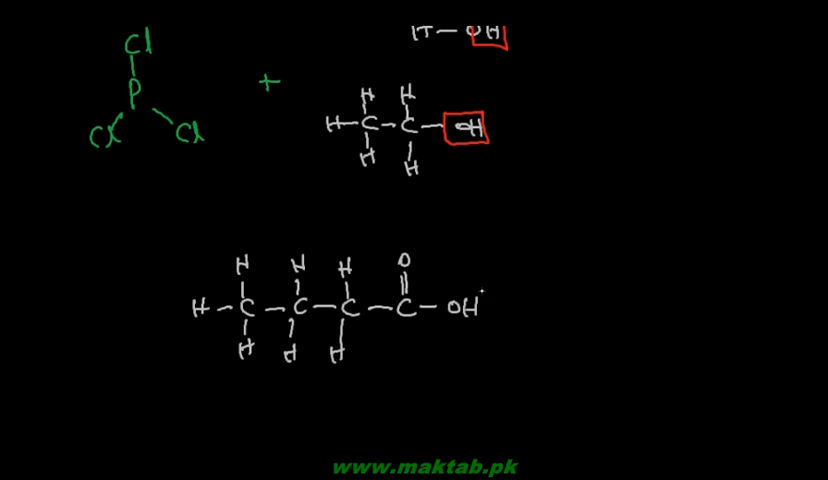 Cl
P
Cl Cl
+
OH
H H
H-C-C-OH
H H
H H H O
H-C-C-C-C-OH
H H H
www.maktab.pk